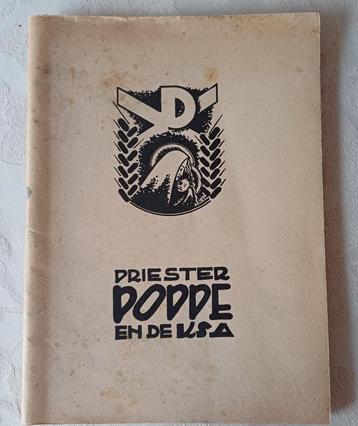 PRIESTER
DODDE
EN DE KSA